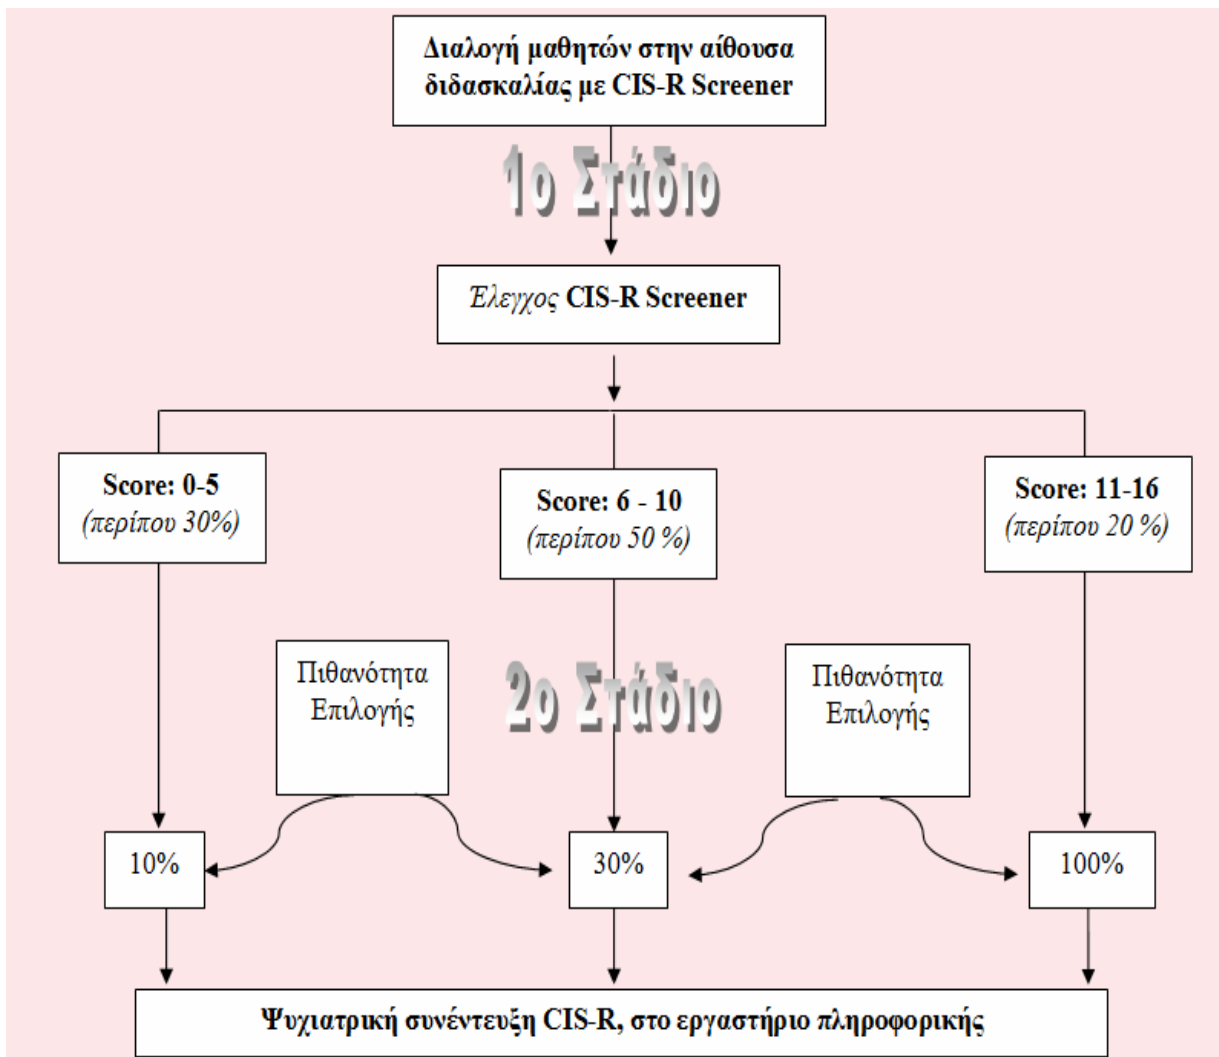 Διαλογή μαθητών στην αίθουσα
διδασκαλίας με CIS-R Screener
1ο Στάδιο
Έλεγχος CIS-R Screener
Score: 0-5
(περίπου 30%)
Score: 6 - 10
(περίπου 50 %)
Score: 11-16
(περίπου 20 %)
Πιθανότητα
Επιλογής
2ο Στάδιο
Πιθανότητα
Επιλογής
10%
30%
100%
Ψυχιατρική συνέντευξη CIS-R, στο εργαστήριο πληροφορικής